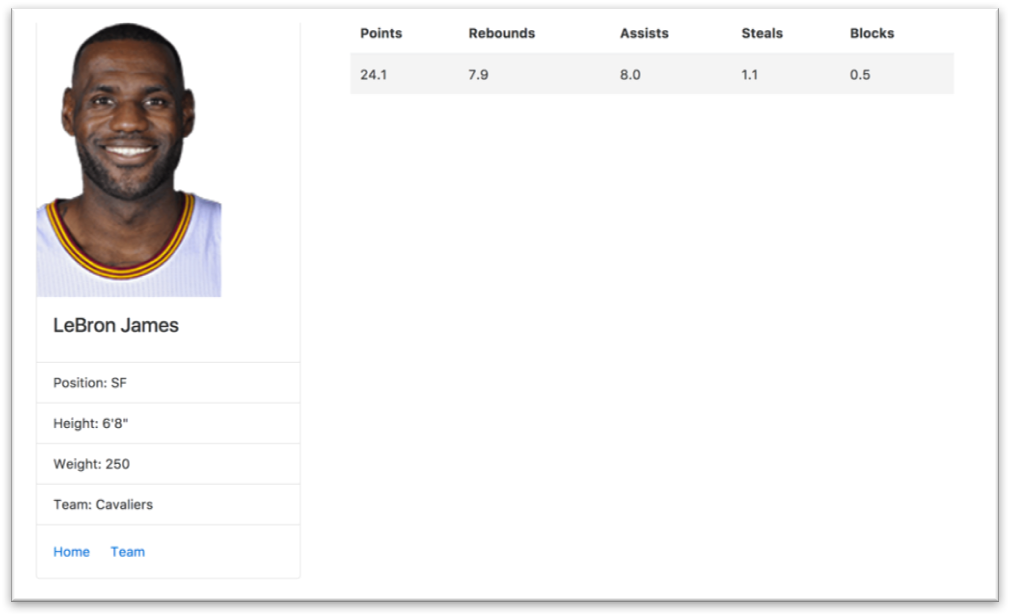 Points Rebounds Assists Steals Blocks
24.1 7.9 8.0 1.1 0.5
LeBron James
Position: SF
Height: 6'8"
Weight: 250
Team: Cavaliers
Home Team